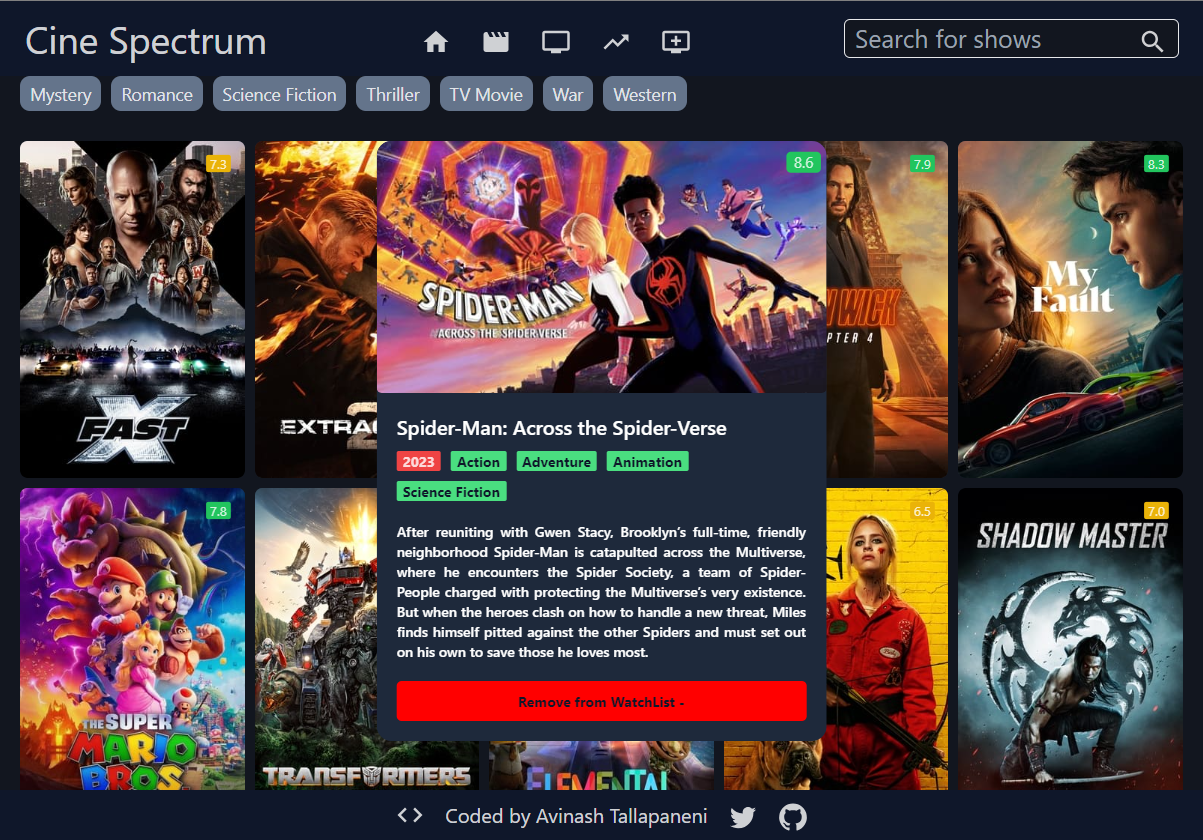 Cine Spectrum
Search for shows
Mystery
Romance
Science Fiction
Thriller
TV Movie
War
Western
7.3
FAST
X
EXTRAC
2
8.6
SPIDER-MAN
ACROSS THE SPIDER-VERSE
Spider-Man: Across the Spider-Verse
2023 Action Adventure Animation
Science Fiction
After reuniting with Gwen Stacy, Brooklyn’s full-time, friendly
neighborhood Spider-Man is catapulted across the Multiverse,
where he encounters the Spider Society, a team of Spider-
People charged with protecting the Multiverse’s very existence.
But when the heroes clash on how to handle a new threat, Miles
finds himself pitted against the other Spiders and must set out
on his own to save those he loves most.
Remove from WatchList -
7.9
WICK
PTER 4
8.3
My
Fault
7.8
THE SUPER
MARIO
BROS
TRANSFORMERS
ELEMENTAL
6.5
7.0
SHADOW MASTER
Coded by Avinash Tallapaneni